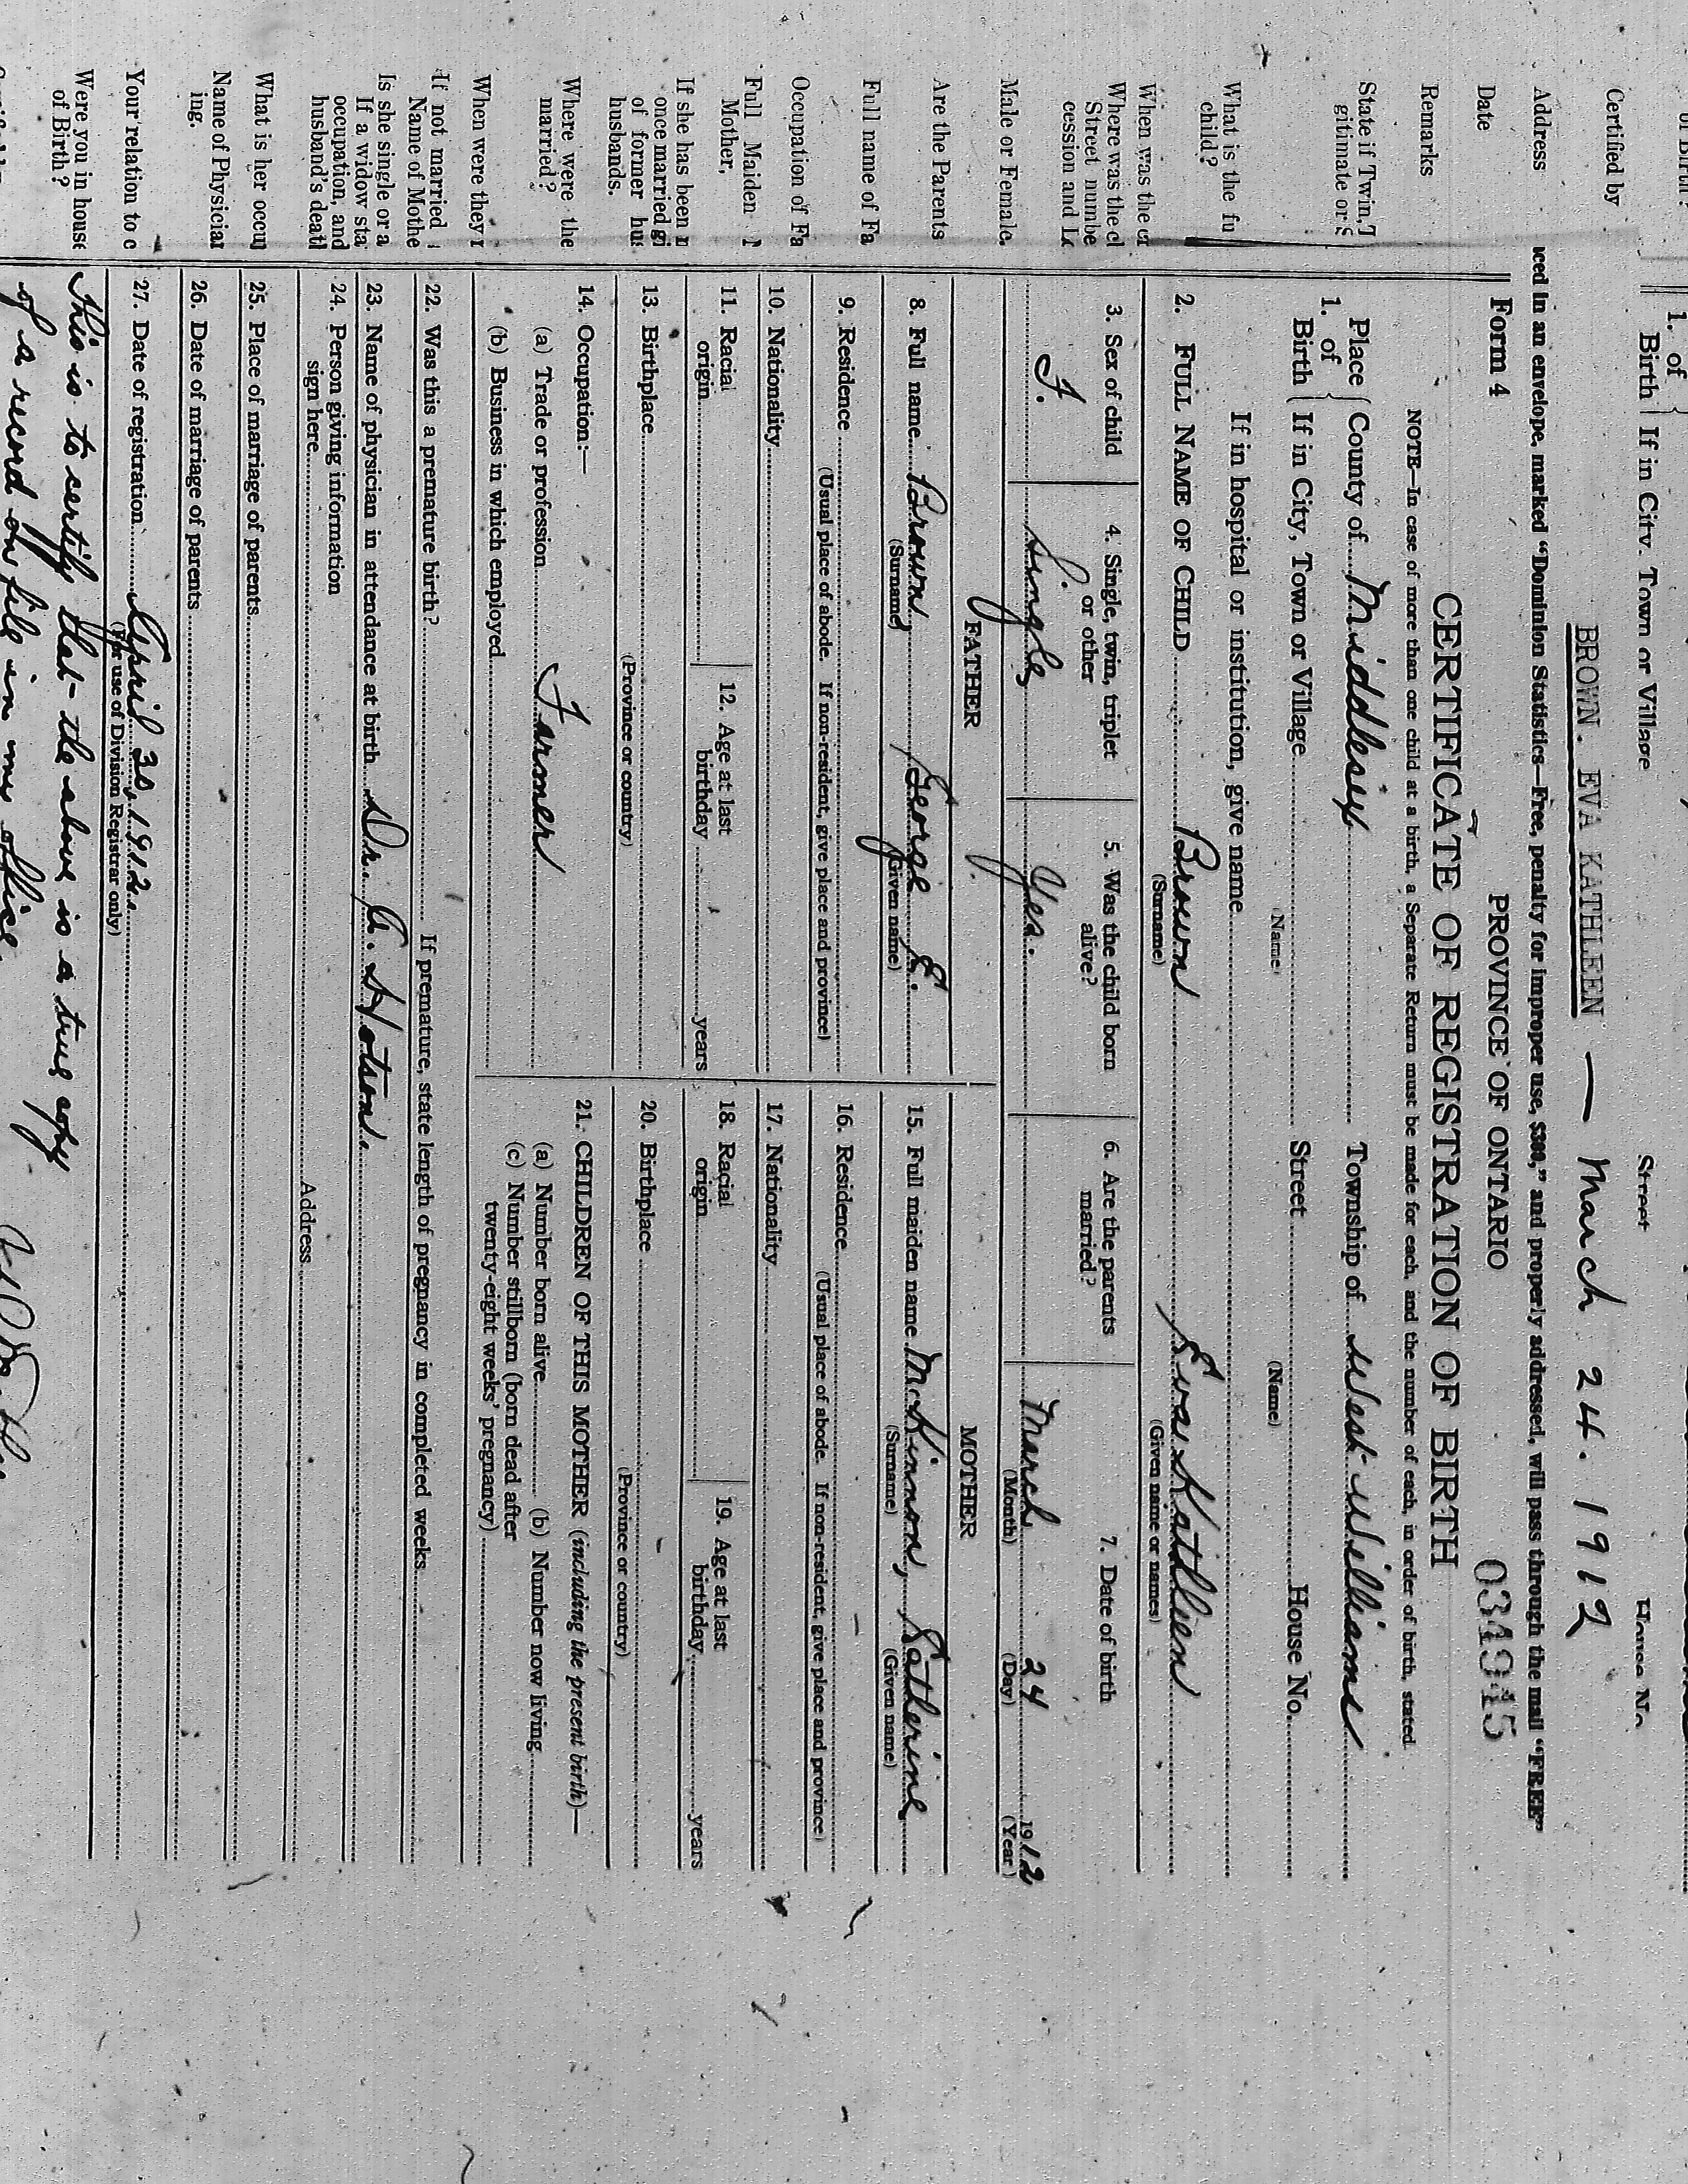 1. of
Birth If in City, Town or Village Street House No.
BROWN. EVA KATHLEEN — March 24. 1912
Certified by
Address
ced in an envelope, marked "Dominion Statistics—Free, penalty for improper use, $300," and properly addressed, will pass through the mail "FREE"
Date
Form 4 PROVINCE OF ONTARIO 034945
Remarks
CERTIFICATE OF REGISTRATION OF BIRTH
NOTE—In case of more than one child at a birth, a Separate Return must be made for each, and the number of each, in order of birth, stated.
State if Twin, T
gitimate or S
1. Place of Birth County of Middlesex Township of West Williams
If in City, Town or Village Street House No.
(Name) (Name)
If in hospital or institution, give name
What is the fu
child?
2. FULL NAME OF CHILD Brown Eva Kathleen
(Surname) (Given name or names)
When was the
Where was the cl
Street numbe
cession and Lo
3. Sex of child 4. Single, twin, triplet or other 5. Was the child born alive? 6. Are the parents married? 7. Date of birth
F. Single Yes. March 24 1912
(Month) (Day) (Year)
Male or Female
FATHER MOTHER
Are the Parents
8. Full name Brown George E. 15. Full maiden name McKinnon, Catherine
(Surname) (Given name) (Surname) (Given name)
Full name of Fa
9. Residence 16. Residence
(Usual place of abode. If non-resident, give place and province) (Usual place of abode. If non-resident, give place and province)
Occupation of Fa
10. Nationality 17. Nationality
Full Maiden N
Mother,
11. Racial origin 12. Age at last birthday years 18. Racial origin 19. Age at last birthday years
If she has been
once married gi
of former hus
husbands.
13. Birthplace 20. Birthplace
(Province or country) (Province or country)
Where were the
married?
14. Occupation:— 21. CHILDREN OF THIS MOTHER (including the present birth)—
(a) Trade or profession Farmer (a) Number born alive (b) Number now living
(b) Business in which employed (c) Number stillborn (born dead after
twenty-eight weeks' pregnancy)
When were they
If not married
Name of Mothe
22. Was this a premature birth? If premature, state length of pregnancy in completed weeks
Is she single or a
If a widow sta
occupation, and
husband's death
23. Name of physician in attendance at birth Dr. A. Hotson.
24. Person giving information
sign here Address
What is her occup
25. Place of marriage of parents
Name of Physician
ing.
26. Date of marriage of parents
Your relation to c
27. Date of registration April 30, 1912.
(For use of Division Registrar only)
Were you in house
of Birth?
This is to certify that the above is a true copy
of a record on file in my office.